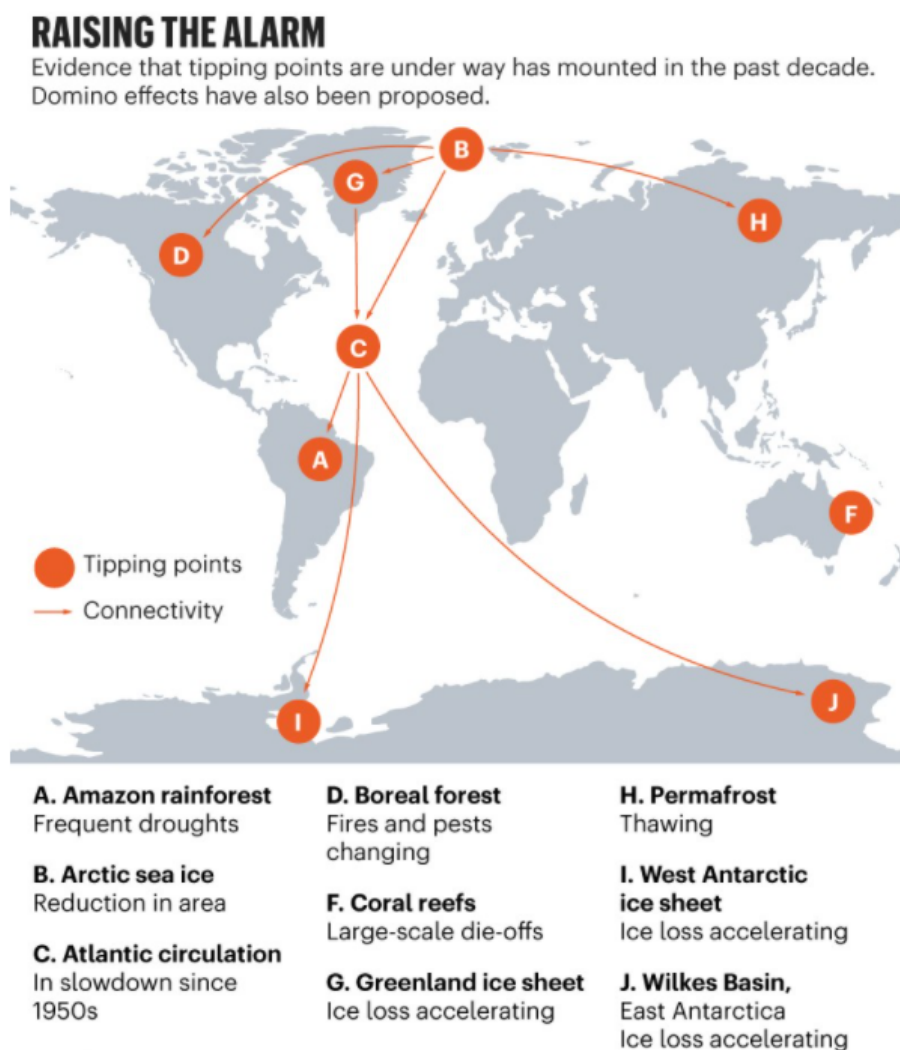 RAISING THE ALARM
Evidence that tipping points are under way has mounted in the past decade.
Domino effects have also been proposed.
B
G
H
D
C
A
F
Tipping points
Connectivity
I
J
A. Amazon rainforest
Frequent droughts
B. Arctic sea ice
Reduction in area
C. Atlantic circulation
In slowdown since
1950s
D. Boreal forest
Fires and pests
changing
F. Coral reefs
Large-scale die-offs
G. Greenland ice sheet
Ice loss accelerating
H. Permafrost
Thawing
I. West Antarctic
ice sheet
Ice loss accelerating
J. Wilkes Basin,
East Antarctica
Ice loss accelerating